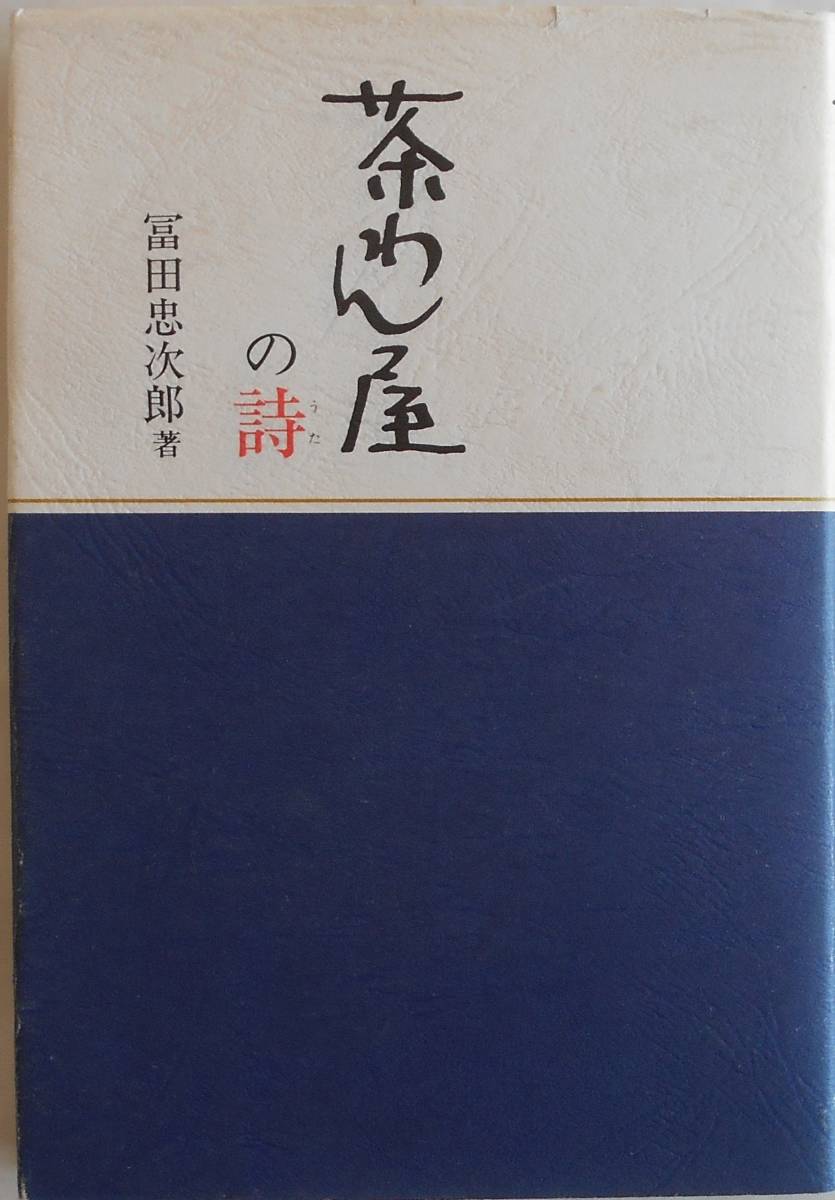 茶わん屋
の詩
うた
冨田忠次郎著